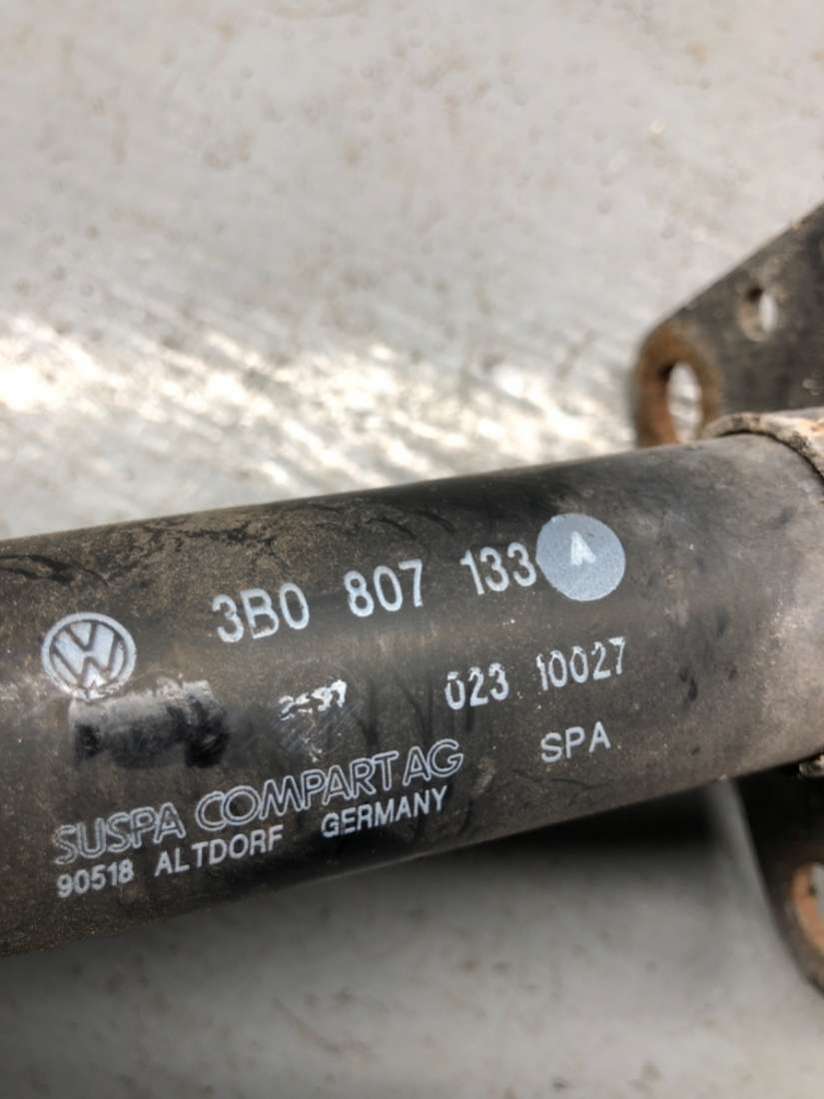 3B0 807 133 A
023 10027
SPA
SUSPA COMPART AG
90518 ALTDORF GERMANY